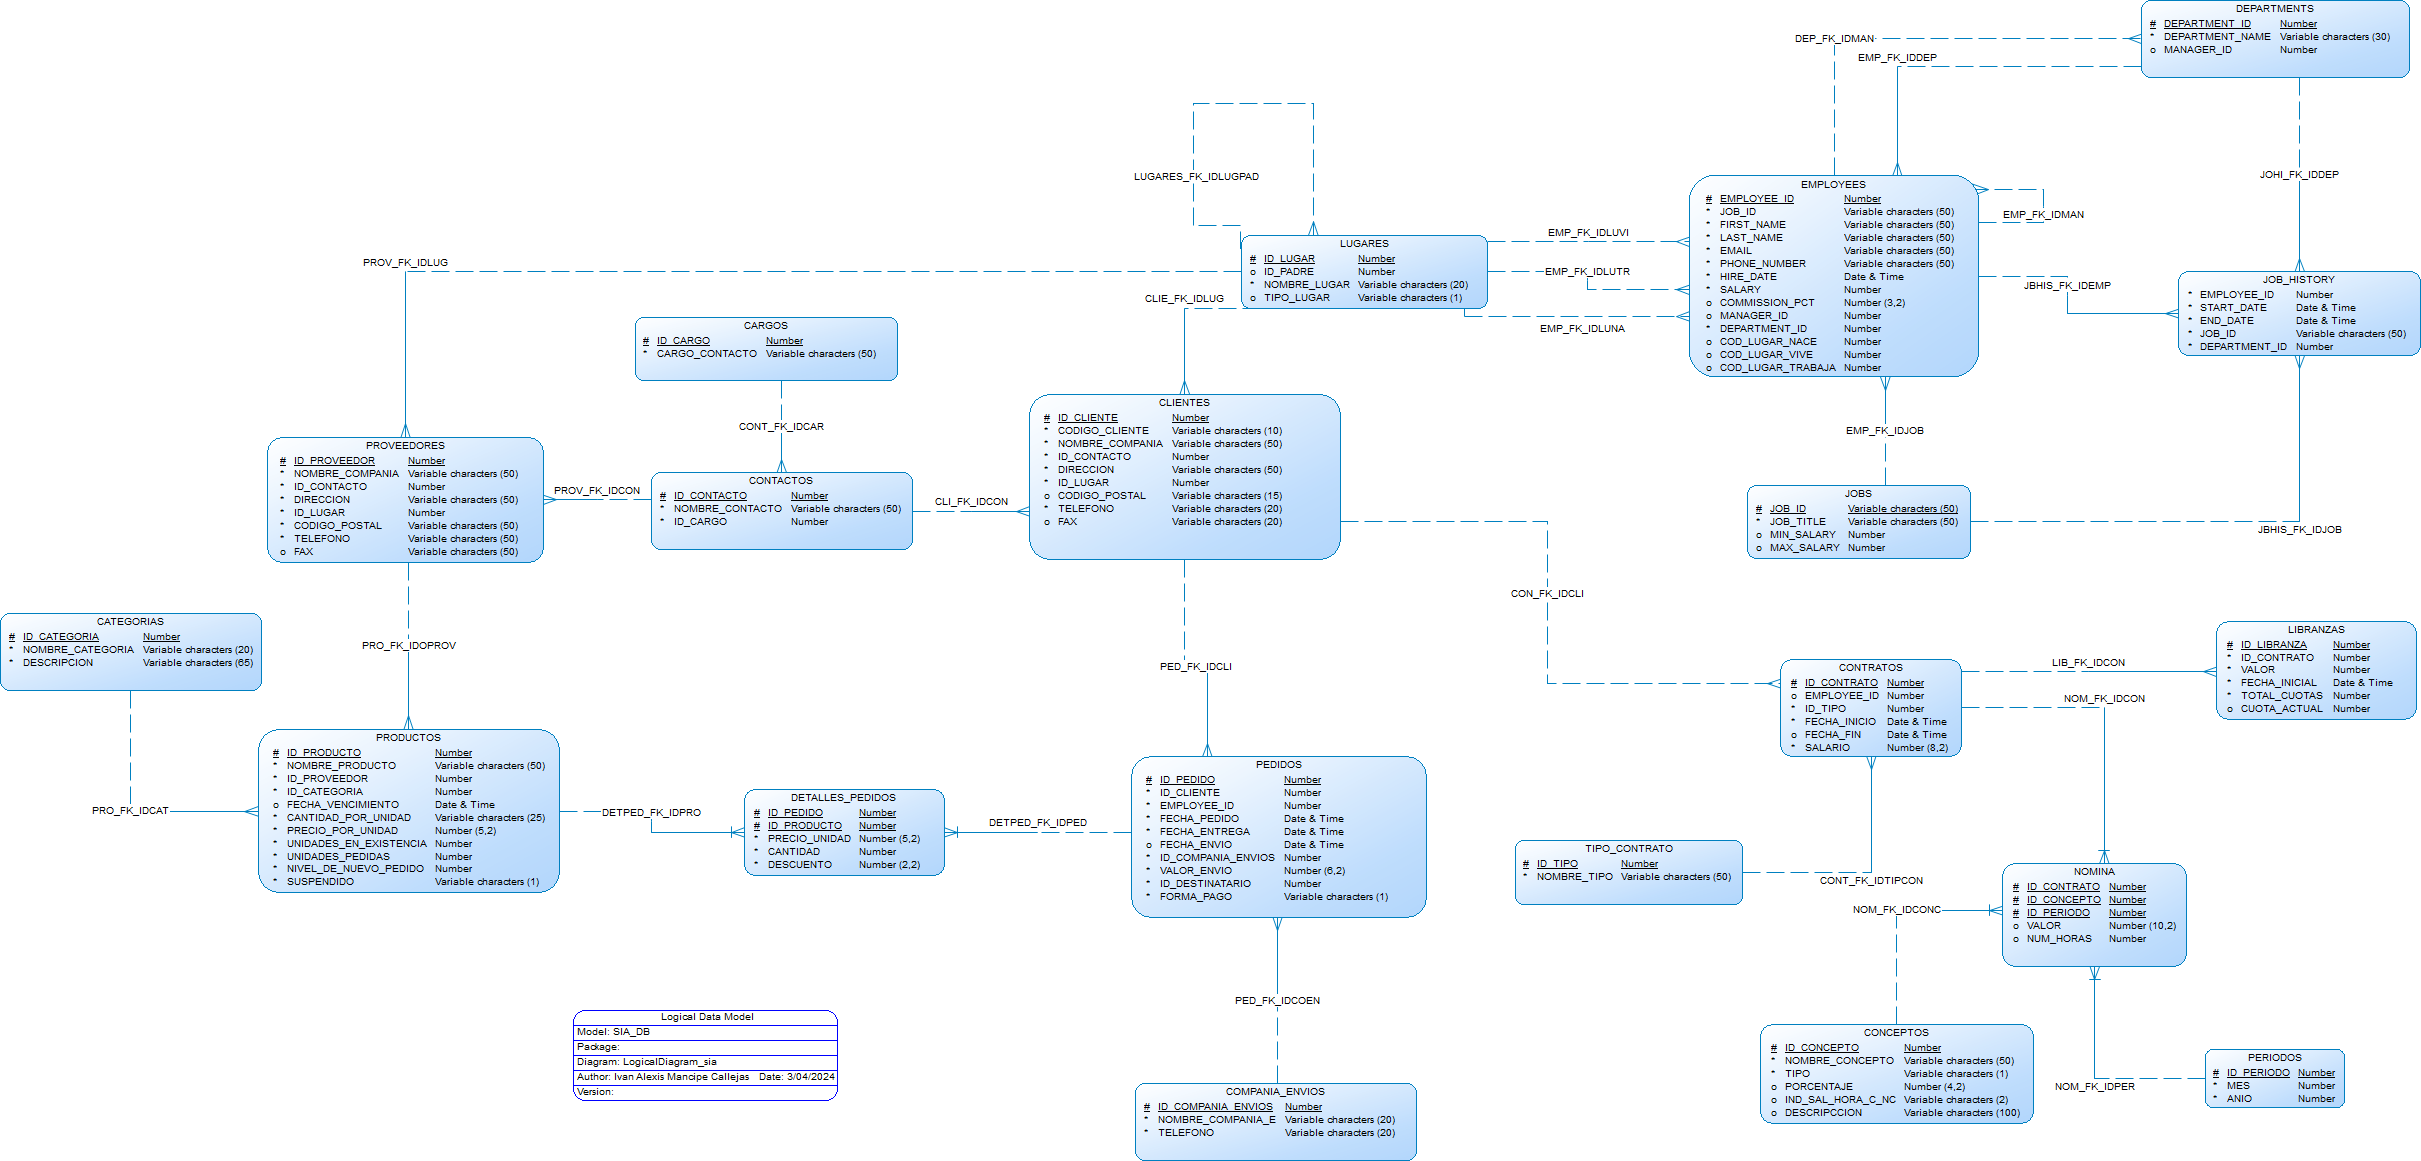 DEPARTMENTS
# DEPARTMENT_ID Number
* DEPARTMENT_NAME Variable characters (30)
o MANAGER_ID Number
DEP_FK_IDMAN
EMP_FK_IDDEP
LUGARES_FK_IDLUGPAD
JOHI_FK_IDDEP
EMPLOYEES
# EMPLOYEE_ID Number
* JOB_ID Variable characters (50)
* FIRST_NAME Variable characters (50)
* LAST_NAME Variable characters (50)
* EMAIL Variable characters (50)
* PHONE_NUMBER Variable characters (50)
* HIRE_DATE Date & Time
* SALARY Number
o COMMISSION_PCT Number (3,2)
o MANAGER_ID Number
* DEPARTMENT_ID Number
o COD_LUGAR_NACE Number
o COD_LUGAR_VIVE Number
o COD_LUGAR_TRABAJA Number
EMP_FK_IDMAN
EMP_FK_IDLUVI
EMP_FK_IDLUTR
EMP_FK_IDLUNA
LUGARES
# ID_LUGAR Number
o ID_PADRE Number
* NOMBRE_LUGAR Variable characters (20)
o TIPO_LUGAR Variable characters (1)
PROV_FK_IDLUG
CLIE_FK_IDLUG
JBHIS_FK_IDEMP
JOB_HISTORY
* EMPLOYEE_ID Number
* START_DATE Date & Time
* END_DATE Date & Time
* JOB_ID Variable characters (50)
* DEPARTMENT_ID Number
CARGOS
# ID_CARGO Number
* CARGO_CONTACTO Variable characters (50)
CONT_FK_IDCAR
CLIENTES
# ID_CLIENTE Number
* CODIGO_CLIENTE Variable characters (10)
* NOMBRE_COMPANIA Variable characters (50)
* ID_CONTACTO Number
* DIRECCION Variable characters (50)
* ID_LUGAR Number
o CODIGO_POSTAL Variable characters (15)
* TELEFONO Variable characters (20)
o FAX Variable characters (20)
EMP_FK_IDJOB
PROVEEDORES
# ID_PROVEEDOR Number
* NOMBRE_COMPANIA Variable characters (50)
* ID_CONTACTO Number
* DIRECCION Variable characters (50)
* ID_LUGAR Number
* CODIGO_POSTAL Variable characters (50)
* TELEFONO Variable characters (50)
o FAX Variable characters (50)
PROV_FK_IDCON
CONTACTOS
# ID_CONTACTO Number
* NOMBRE_CONTACTO Variable characters (50)
* ID_CARGO Number
CLI_FK_IDCON
JOBS
# JOB_ID Variable characters (50)
* JOB_TITLE Variable characters (50)
o MIN_SALARY Number
o MAX_SALARY Number
JBHIS_FK_IDJOB
CON_FK_IDCLI
CATEGORIAS
# ID_CATEGORIA Number
* NOMBRE_CATEGORIA Variable characters (20)
* DESCRIPCION Variable characters (65)
PRO_FK_IDOPROV
PED_FK_IDCLI
CONTRATOS
# ID_CONTRATO Number
o EMPLOYEE_ID Number
* ID_TIPO Number
* FECHA_INICIO Date & Time
o FECHA_FIN Date & Time
* SALARIO Number (8,2)
LIB_FK_IDCON
NOM_FK_IDCON
LIBRANZAS
# ID_LIBRANZA Number
* ID_CONTRATO Number
* VALOR Number
* FECHA_INICIAL Date & Time
* TOTAL_CUOTAS Number
o CUOTA_ACTUAL Number
PRO_FK_IDCAT
PRODUCTOS
# ID_PRODUCTO Number
* NOMBRE_PRODUCTO Variable characters (50)
* ID_PROVEEDOR Number
* ID_CATEGORIA Number
o FECHA_VENCIMIENTO Date & Time
* CANTIDAD_POR_UNIDAD Variable characters (25)
* PRECIO_POR_UNIDAD Number (5,2)
* UNIDADES_EN_EXISTENCIA Number
* UNIDADES_PEDIDAS Number
* NIVEL_DE_NUEVO_PEDIDO Number
* SUSPENDIDO Variable characters (1)
DETPED_FK_IDPRO
DETALLES_PEDIDOS
# ID_PEDIDO Number
# ID_PRODUCTO Number
* PRECIO_UNIDAD Number (5,2)
* CANTIDAD Number
* DESCUENTO Number (2,2)
DETPED_FK_IDPED
PEDIDOS
# ID_PEDIDO Number
* ID_CLIENTE Number
* EMPLOYEE_ID Number
* FECHA_PEDIDO Date & Time
* FECHA_ENTREGA Date & Time
o FECHA_ENVIO Date & Time
* ID_COMPANIA_ENVIOS Number
* VALOR_ENVIO Number (6,2)
* ID_DESTINATARIO Number
* FORMA_PAGO Variable characters (1)
TIPO_CONTRATO
# ID_TIPO Number
* NOMBRE_TIPO Variable characters (50)
CONT_FK_IDTIPCON
NOM_FK_IDCONC
NOMINA
# ID_CONTRATO Number
# ID_CONCEPTO Number
# ID_PERIODO Number
o VALOR Number (10,2)
o NUM_HORAS Number
PED_FK_IDCOEN
Logical Data Model
Model: SIA_DB
Package:
Diagram: LogicalDiagram_sia
Author: Ivan Alexis Mancipe Callejas Date: 3/04/2024
Version:
COMPANIA_ENVIOS
# ID_COMPANIA_ENVIOS Number
* NOMBRE_COMPANIA_E Variable characters (20)
* TELEFONO Variable characters (20)
CONCEPTOS
# ID_CONCEPTO Number
* NOMBRE_CONCEPTO Variable characters (50)
* TIPO Variable characters (1)
o PORCENTAJE Number (4,2)
o IND_SAL_HORA_C_NC Variable characters (2)
o DESCRIPCCION Variable characters (100)
NOM_FK_IDPER
PERIODOS
# ID_PERIODO Number
* MES Number
* ANIO Number